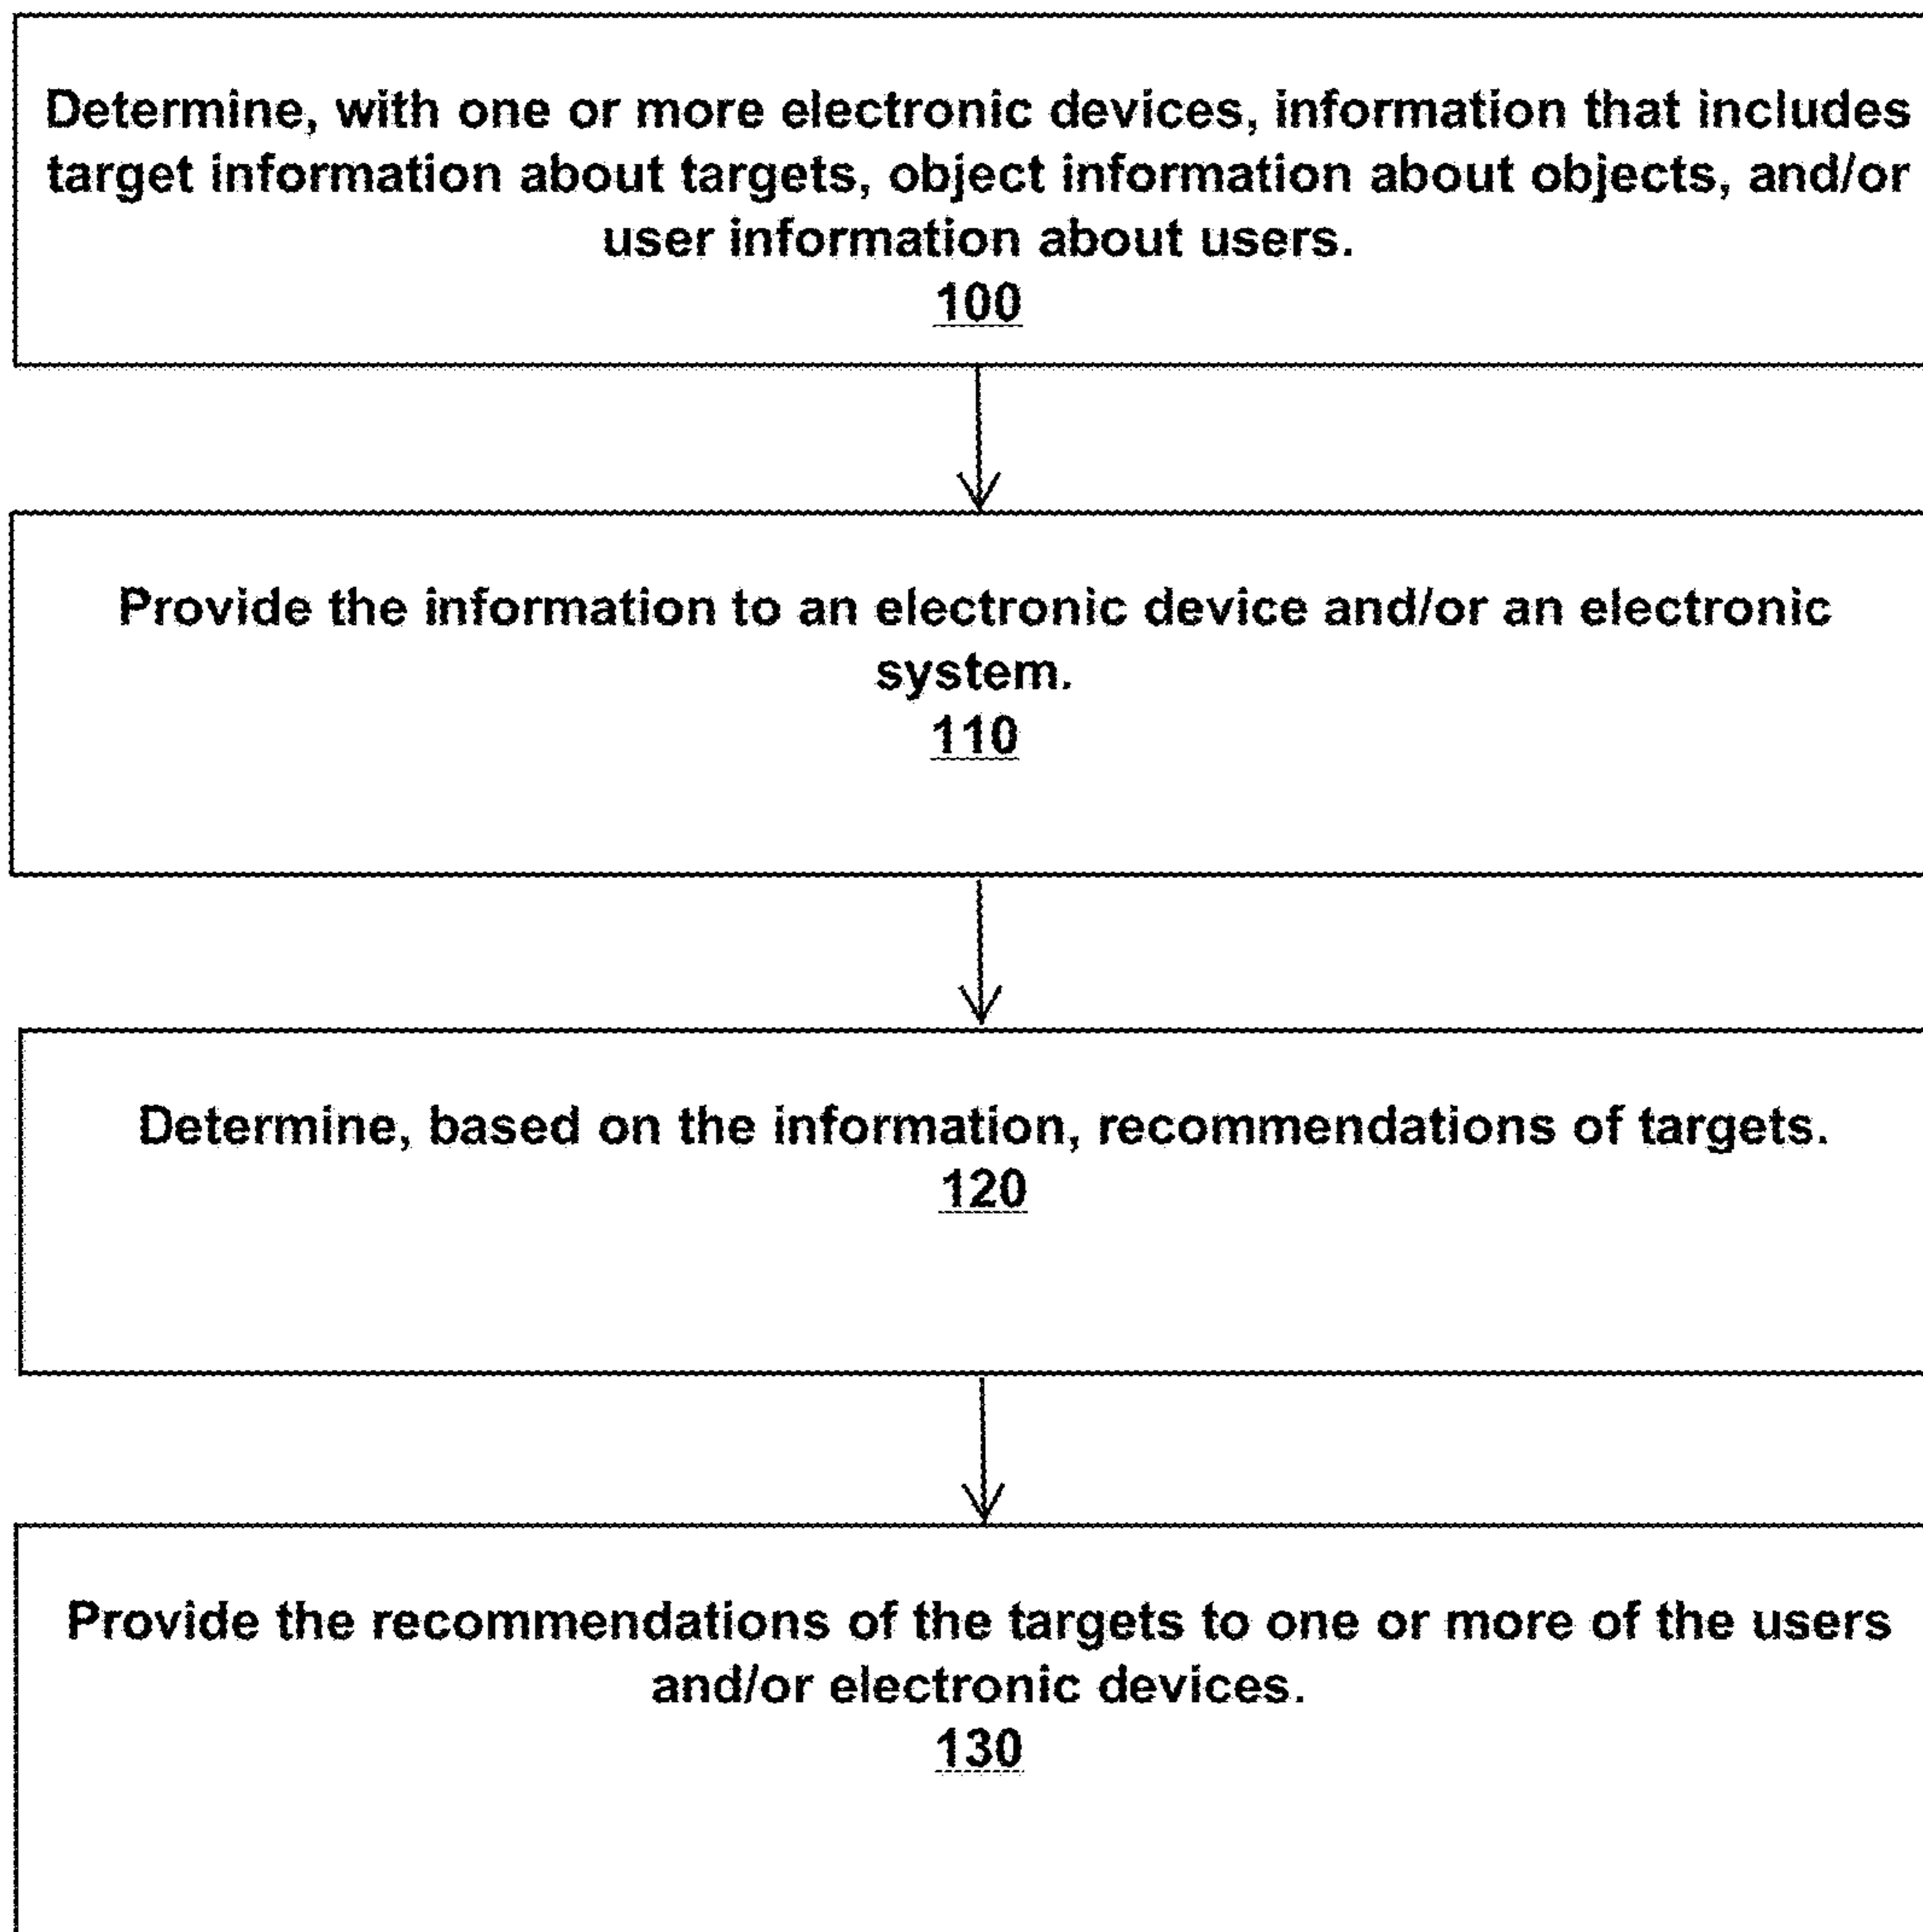 Determine, with one or more electronic devices, information that includes
target information about targets, object information about objects, and/or
user information about users.
100
Provide the information to an electronic device and/or an electronic
system.
110
Determine, based on the information, recommendations of targets.
120
Provide the recommendations of the targets to one or more of the users
and/or electronic devices.
130